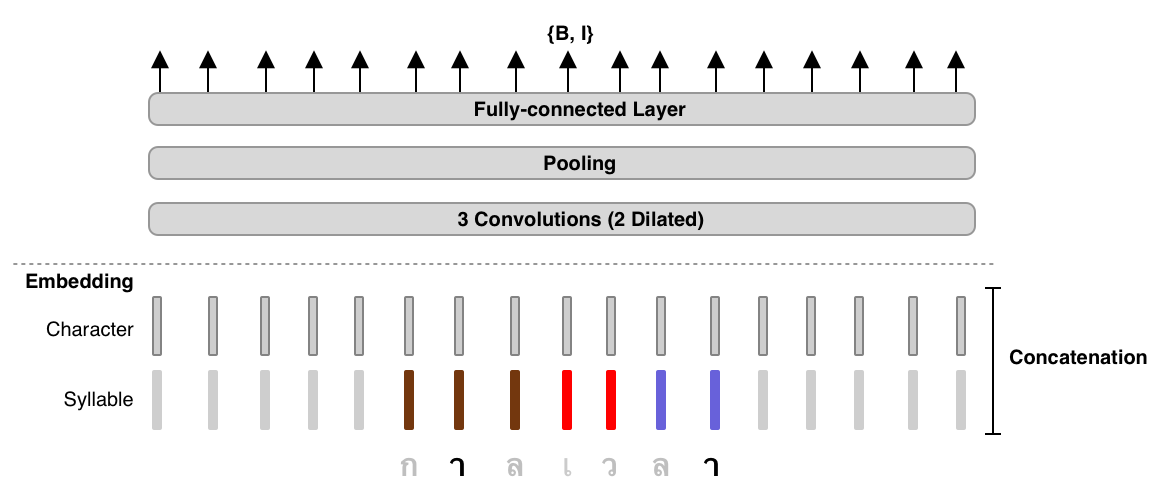 {B, I}
Fully-connected Layer
Pooling
3 Convolutions (2 Dilated)
Embedding
Character
Concatenation
Syllable
ก า ล เ ว ล า